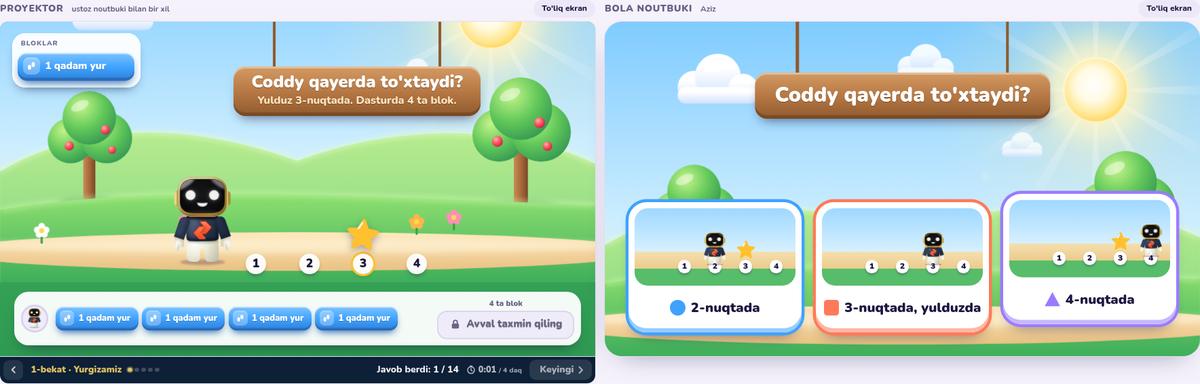 PROYEKTOR ustoz noutbuki bilan bir xil
To'liq ekran
BLOKLAR
1 qadam yur
Coddy qayerda to'xtaydi?
Yulduz 3-nuqtada. Dasturda 4 ta blok.
1 2 3 4
4 ta blok
1 qadam yur 1 qadam yur 1 qadam yur 1 qadam yur
Avval taxmin qiling
1-bekat · Yurgizamiz
Javob berdi: 1 / 14
0:01 / 4 daq
Keyingi
BOLA NOUTBUKI Aziz
To'liq ekran
Coddy qayerda to'xtaydi?
1 2 3 4
2-nuqtada
1 2 3 4
3-nuqtada, yulduzda
1 2 3 4
4-nuqtada